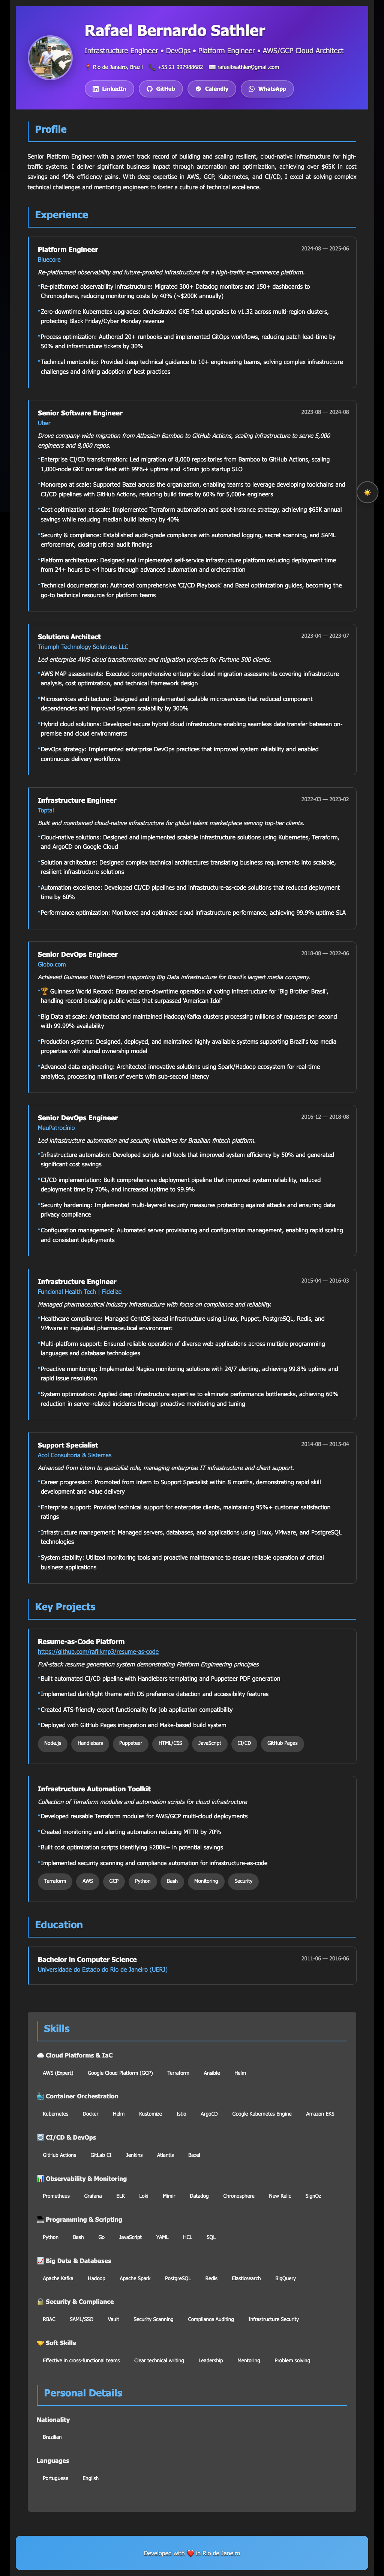 Rafael Bernardo Sathler
Infrastructure Engineer • DevOps • Platform Engineer • AWS/GCP Cloud Architect
📍 Rio de Janeiro, Brazil 📞 +55 21 997988682 ✉️ rafaelbsathler@gmail.com
LinkedIn GitHub Calendly WhatsApp
Profile
Senior Platform Engineer with a proven track record of building and scaling resilient, cloud-native infrastructure for high-traffic systems. I deliver significant business impact through automation and optimization, achieving over $65K in cost savings and 40% efficiency gains. With deep expertise in AWS, GCP, Kubernetes, and CI/CD, I excel at solving complex technical challenges and mentoring engineers to foster a culture of technical excellence.
Experience
Platform Engineer 2024-08 — 2025-06
Bluecore
Re-platformed observability and future-proofed infrastructure for a high-traffic e-commerce platform.
Re-platformed observability infrastructure: Migrated 300+ Datadog monitors and 150+ dashboards to
Chronosphere, reducing monitoring costs by 40% (~$200K annually)
Zero-downtime Kubernetes upgrades: Orchestrated GKE fleet upgrades to v1.32 across multi-region clusters,
protecting Black Friday/Cyber Monday revenue
Process optimization: Authored 20+ runbooks and implemented GitOps workflows, reducing patch lead-time by
50% and infrastructure tickets by 30%
Technical mentorship: Provided deep technical guidance to 10+ engineering teams, solving complex infrastructure
challenges and driving adoption of best practices
Senior Software Engineer 2023-08 — 2024-08
Uber
Drove company-wide migration from Atlassian Bamboo to GitHub Actions, scaling infrastructure to serve 5,000
engineers and 8,000 repos.
Enterprise CI/CD transformation: Led migration of 8,000 repositories from Bamboo to GitHub Actions, scaling
1,000-node GKE runner fleet with 99%+ uptime and <5min job startup SLO
Monorepo at scale: Supported Bazel across the organization, enabling teams to leverage developing toolchains and
CI/CD pipelines with GitHub Actions, reducing build times by 60% for 5,000+ engineers
Cost optimization at scale: Implemented Terraform automation and spot-instance strategy, achieving $65K annual
savings while reducing median build latency by 40%
Security & compliance: Established audit-grade compliance with automated logging, secret scanning, and SAML
enforcement, closing critical audit findings
Platform architecture: Designed and implemented self-service infrastructure platform reducing deployment time
from 24+ hours to <4 hours through advanced automation and orchestration
Technical documentation: Authored comprehensive 'CI/CD Playbook' and Bazel optimization guides, becoming the
go-to technical resource for platform teams
Solutions Architect 2023-04 — 2023-07
Triumph Technology Solutions LLC
Led enterprise AWS cloud transformation and migration projects for Fortune 500 clients.
AWS MAP assessments: Executed comprehensive enterprise cloud migration assessments covering infrastructure
analysis, cost optimization, and technical framework design
Microservices architecture: Designed and implemented scalable microservices that reduced component
dependencies and improved system scalability by 300%
Hybrid cloud solutions: Developed secure hybrid cloud infrastructure enabling seamless data transfer between on-
premise and cloud environments
DevOps strategy: Implemented enterprise DevOps practices that improved system reliability and enabled
continuous delivery workflows
Infrastructure Engineer 2022-03 — 2023-02
Toptal
Built and maintained cloud-native infrastructure for global talent marketplace serving top-tier clients.
Cloud-native solutions: Designed and implemented scalable infrastructure solutions using Kubernetes, Terraform,
and ArgoCD on Google Cloud
Solution architecture: Designed complex technical architectures translating business requirements into scalable,
resilient infrastructure solutions
Automation excellence: Developed CI/CD pipelines and infrastructure-as-code solutions that reduced deployment
time by 60%
Performance optimization: Monitored and optimized cloud infrastructure performance, achieving 99.9% uptime SLA
Senior DevOps Engineer 2018-08 — 2022-06
Globo.com
Achieved Guinness World Record supporting Big Data infrastructure for Brazil's largest media company.
🏆 Guinness World Record: Ensured zero-downtime operation of voting infrastructure for 'Big Brother Brasil',
handling record-breaking public votes that surpassed 'American Idol'
Big Data at scale: Architected and maintained Hadoop/Kafka clusters processing millions of requests per second
with 99.99% availability
Production systems: Designed, deployed, and maintained highly available systems supporting Brazil's top media
properties with shared ownership model
Advanced data engineering: Architected innovative solutions using Spark/Hadoop ecosystem for real-time
analytics, processing millions of events with sub-second latency
Senior DevOps Engineer 2016-12 — 2018-08
MeuPatrocínio
Led infrastructure automation and security initiatives for Brazilian fintech platform.
Infrastructure automation: Developed scripts and tools that improved system efficiency by 50% and generated
significant cost savings
CI/CD implementation: Built comprehensive deployment pipeline that improved system reliability, reduced
deployment time by 70%, and increased uptime to 99.9%
Security hardening: Implemented multi-layered security measures protecting against attacks and ensuring data
privacy compliance
Configuration management: Automated server provisioning and configuration management, enabling rapid scaling
and consistent deployments
Infrastructure Engineer 2015-04 — 2016-03
Funcional Health Tech | Fidelize
Managed pharmaceutical industry infrastructure with focus on compliance and reliability.
Healthcare compliance: Managed CentOS-based infrastructure using Linux, Puppet, PostgreSQL, Redis, and
VMware in regulated pharmaceutical environment
Multi-platform support: Ensured reliable operation of diverse web applications across multiple programming
languages and database technologies
Proactive monitoring: Implemented Nagios monitoring solutions with 24/7 alerting, achieving 99.8% uptime and
rapid issue resolution
System optimization: Applied deep infrastructure expertise to eliminate performance bottlenecks, achieving 60%
reduction in server-related incidents through proactive monitoring and tuning
Support Specialist 2014-08 — 2015-04
Acol Consultoria & Sistemas
Advanced from intern to specialist role, managing enterprise IT infrastructure and client support.
Career progression: Promoted from intern to Support Specialist within 8 months, demonstrating rapid skill
development and value delivery
Enterprise support: Provided technical support for enterprise clients, maintaining 95%+ customer satisfaction
ratings
Infrastructure management: Managed servers, databases, and applications using Linux, VMware, and PostgreSQL
technologies
System stability: Utilized monitoring tools and proactive maintenance to ensure reliable operation of critical
business applications
Key Projects
Resume-as-Code Platform
https://github.com/rafilkmp3/resume-as-code
Full-stack resume generation system demonstrating Platform Engineering principles
Built automated CI/CD pipeline with Handlebars templating and Puppeteer PDF generation
Implemented dark/light theme with OS preference detection and accessibility features
Created ATS-friendly export functionality for job application compatibility
Deployed with GitHub Pages integration and Make-based build system
Node.js Handlebars Puppeteer HTML/CSS JavaScript CI/CD GitHub Pages
Infrastructure Automation Toolkit
Collection of Terraform modules and automation scripts for cloud infrastructure
Developed reusable Terraform modules for AWS/GCP multi-cloud deployments
Created monitoring and alerting automation reducing MTTR by 70%
Built cost optimization scripts identifying $200K+ in potential savings
Implemented security scanning and compliance automation for infrastructure-as-code
Terraform AWS GCP Python Bash Monitoring Security
Education
Bachelor in Computer Science 2011-06 — 2016-06
Universidade do Estado do Rio de Janeiro (UERJ)
Skills
☁️ Cloud Platforms & IaC
AWS (Expert) Google Cloud Platform (GCP) Terraform Ansible Helm
🐳 Container Orchestration
Kubernetes Docker Helm Kustomize Istio ArgoCD Google Kubernetes Engine Amazon EKS
🔄 CI/CD & DevOps
GitHub Actions GitLab CI Jenkins Atlantis Bazel
📊 Observability & Monitoring
Prometheus Grafana ELK Loki Mimir Datadog Chronosphere New Relic SignOz
💻 Programming & Scripting
Python Bash Go JavaScript YAML HCL SQL
📈 Big Data & Databases
Apache Kafka Hadoop Apache Spark PostgreSQL Redis Elasticsearch BigQuery
🔐 Security & Compliance
RBAC SAML/SSO Vault Security Scanning Compliance Auditing Infrastructure Security
🤝 Soft Skills
Effective in cross-functional teams Clear technical writing Leadership Mentoring Problem solving
Personal Details
Nationality
Brazilian
Languages
Portuguese English
Developed with ❤️ in Rio de Janeiro